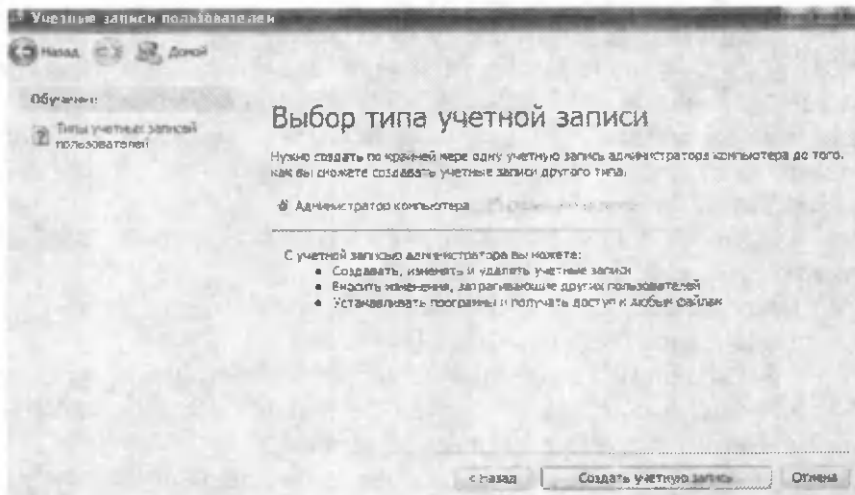 Учетные записи пользователей
Назад Домой
Обучение
Типы учетных записей
пользователей
Выбор типа учетной записи
Нужно создать по крайней мере одну учетную запись администратора компьютера до того,
как вы сможете создавать учетные записи другого типа.
Администратор компьютера
С учетной записью администратора вы можете:
• Создавать, изменять и удалять учетные записи
• Вносить изменения, затрагивающие других пользователей
• Устанавливать программы и получать доступ к любым файлам
< Назад Создать учетную запись Отмена